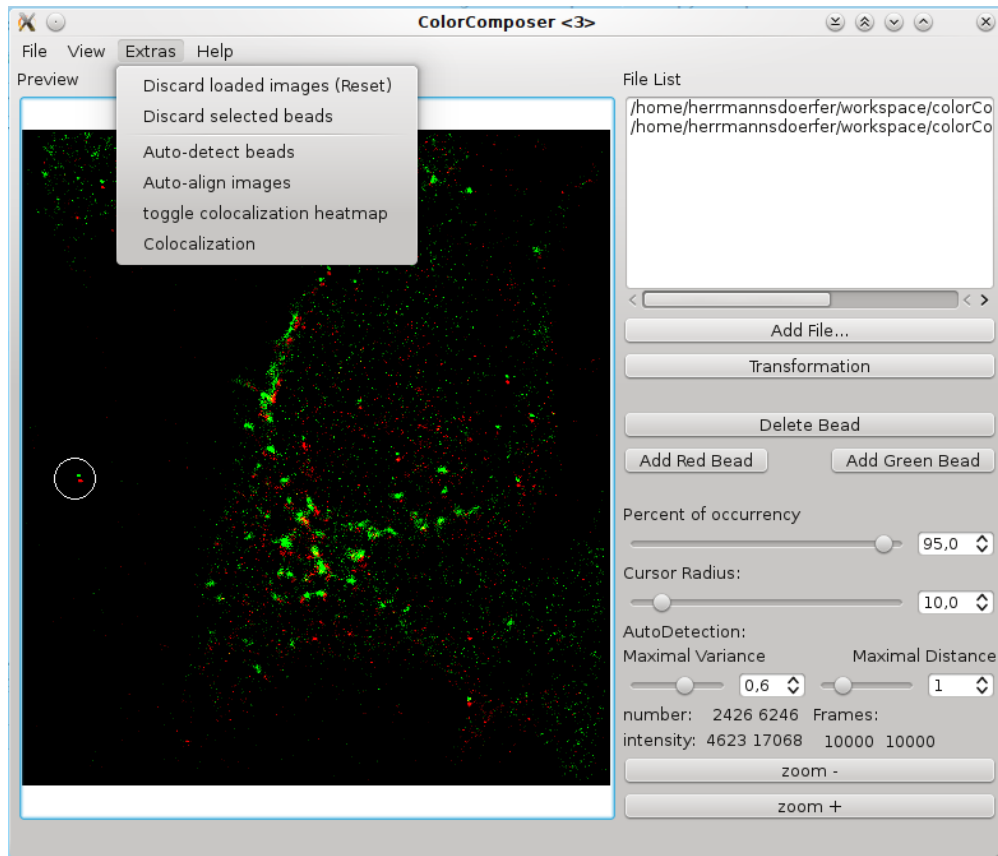 ColorComposer <3>
File View Extras Help
Preview
Discard loaded images (Reset)
Discard selected beads
Auto-detect beads
Auto-align images
toggle colocalization heatmap
Colocalization
File List
/home/herrmannsdoerfer/workspace/colorCo
/home/herrmannsdoerfer/workspace/colorCo
Add File...
Transformation
Delete Bead
Add Red Bead Add Green Bead
Percent of occurrency
95,0
Cursor Radius:
10,0
AutoDetection:
Maximal Variance Maximal Distance
0,6 1
number: 2426 6246 Frames:
intensity: 4623 17068 10000 10000
zoom -
zoom +